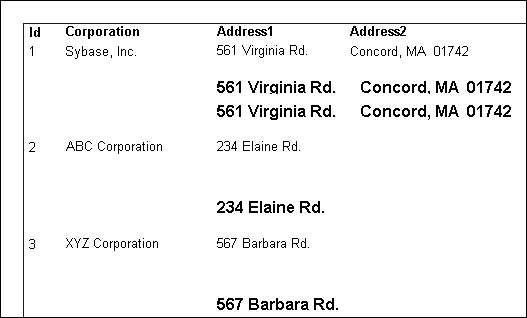 Id Corporation Address1 Address2
1 Sybase, Inc. 561 Virginia Rd. Concord, MA 01742
561 Virginia Rd. Concord, MA 01742
561 Virginia Rd. Concord, MA 01742
2 ABC Corporation 234 Elaine Rd.
234 Elaine Rd.
3 XYZ Corporation 567 Barbara Rd.
567 Barbara Rd.